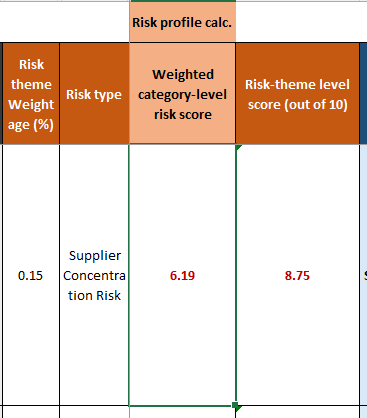 Risk profile calc.
Risk
theme
Weight
age (%)
Risk type
Weighted
category-level
risk score
Risk-theme level
score (out of 10)
0.15
Supplier
Concentra
tion Risk
6.19
8.75